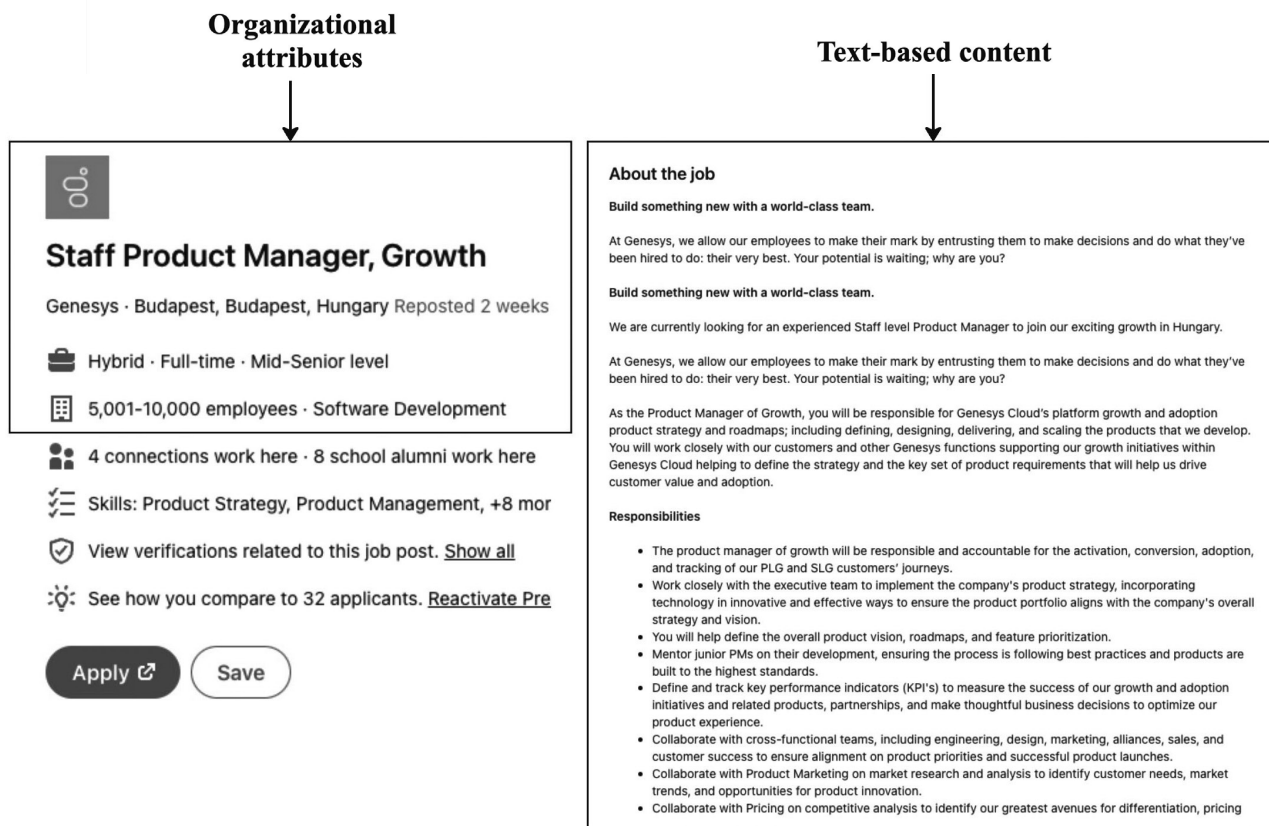 Organizational
attributes
Text-based content
Staff Product Manager, Growth
Genesys · Budapest, Budapest, Hungary Reposted 2 weeks
Hybrid · Full-time · Mid-Senior level
5,001-10,000 employees · Software Development
4 connections work here · 8 school alumni work here
Skills: Product Strategy, Product Management, +8 mor
View verifications related to this job post. Show all
See how you compare to 32 applicants. Reactivate Pre
Apply
Save
About the job
Build something new with a world-class team.
At Genesys, we allow our employees to make their mark by entrusting them to make decisions and do what they've
been hired to do: their very best. Your potential is waiting; why are you?
Build something new with a world-class team.
We are currently looking for an experienced Staff level Product Manager to join our exciting growth in Hungary.
At Genesys, we allow our employees to make their mark by entrusting them to make decisions and do what they've
been hired to do: their very best. Your potential is waiting; why are you?
As the Product Manager of Growth, you will be responsible for Genesys Cloud's platform growth and adoption
product strategy and roadmaps; including defining, designing, delivering, and scaling the products that we develop.
You will work closely with our customers and other Genesys functions supporting our growth initiatives within
Genesys Cloud helping to define the strategy and the key set of product requirements that will help us drive
customer value and adoption.
Responsibilities
• The product manager of growth will be responsible and accountable for the activation, conversion, adoption,
and tracking of our PLG and SLG customers' journeys.
• Work closely with the executive team to implement the company's product strategy, incorporating
technology in innovative and effective ways to ensure the product portfolio aligns with the company's overall
strategy and vision.
• You will help define the overall product vision, roadmaps, and feature prioritization.
• Mentor junior PMs on their development, ensuring the process is following best practices and products are
built to the highest standards.
• Define and track key performance indicators (KPI's) to measure the success of our growth and adoption
initiatives and related products, partnerships, and make thoughtful business decisions to optimize our
product experience.
• Collaborate with cross-functional teams, including engineering, design, marketing, alliances, sales, and
customer success to ensure alignment on product priorities and successful product launches.
• Collaborate with Product Marketing on market research and analysis to identify customer needs, market
trends, and opportunities for product innovation.
• Collaborate with Pricing on competitive analysis to identify our greatest avenues for differentiation, pricing